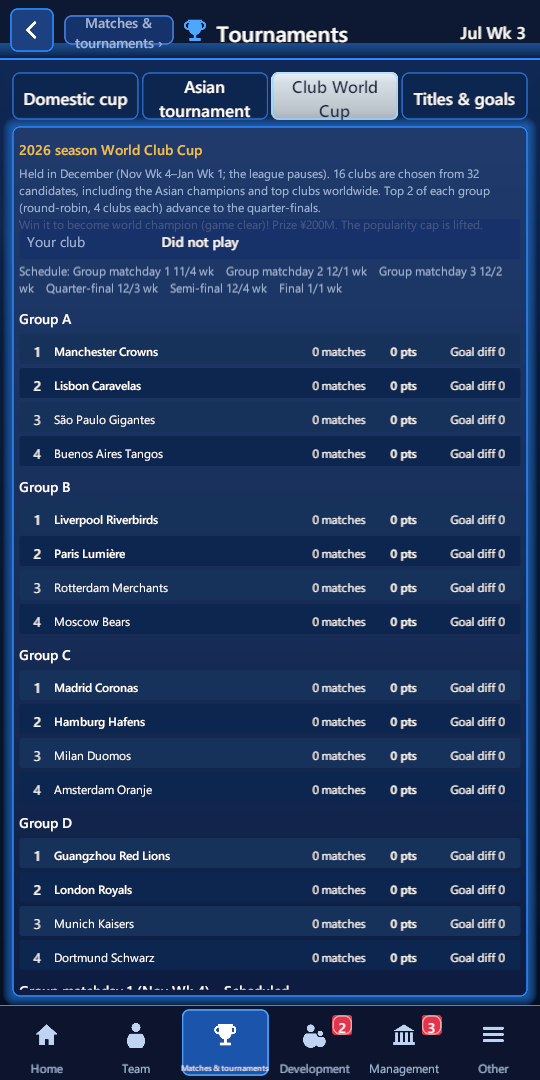 Matches &
tournaments ›
Tournaments
Jul Wk 3
Domestic cup
Asian
tournament
Club World
Cup
Titles & goals
2026 season World Club Cup
Held in December (Nov Wk 4–Jan Wk 1; the league pauses). 16 clubs are chosen from 32
candidates, including the Asian champions and top clubs worldwide. Top 2 of each group
(round-robin, 4 clubs each) advance to the quarter-finals.
Win it to become world champion (game clear)! Prize ¥200M. The popularity cap is lifted.
Your club Did not play
Schedule: Group matchday 1 11/4 wk Group matchday 2 12/1 wk Group matchday 3 12/2
wk Quarter-final 12/3 wk Semi-final 12/4 wk Final 1/1 wk
Group A
1 Manchester Crowns 0 matches 0 pts Goal diff 0
2 Lisbon Caravelas 0 matches 0 pts Goal diff 0
3 São Paulo Gigantes 0 matches 0 pts Goal diff 0
4 Buenos Aires Tangos 0 matches 0 pts Goal diff 0
Group B
1 Liverpool Riverbirds 0 matches 0 pts Goal diff 0
2 Paris Lumière 0 matches 0 pts Goal diff 0
3 Rotterdam Merchants 0 matches 0 pts Goal diff 0
4 Moscow Bears 0 matches 0 pts Goal diff 0
Group C
1 Madrid Coronas 0 matches 0 pts Goal diff 0
2 Hamburg Hafens 0 matches 0 pts Goal diff 0
3 Milan Duomos 0 matches 0 pts Goal diff 0
4 Amsterdam Oranje 0 matches 0 pts Goal diff 0
Group D
1 Guangzhou Red Lions 0 matches 0 pts Goal diff 0
2 London Royals 0 matches 0 pts Goal diff 0
3 Munich Kaisers 0 matches 0 pts Goal diff 0
4 Dortmund Schwarz 0 matches 0 pts Goal diff 0
Group matchday 1 (Nov Wk 4) Scheduled
2
3
Home
Team
Matches & tournaments
Development
Management
Other